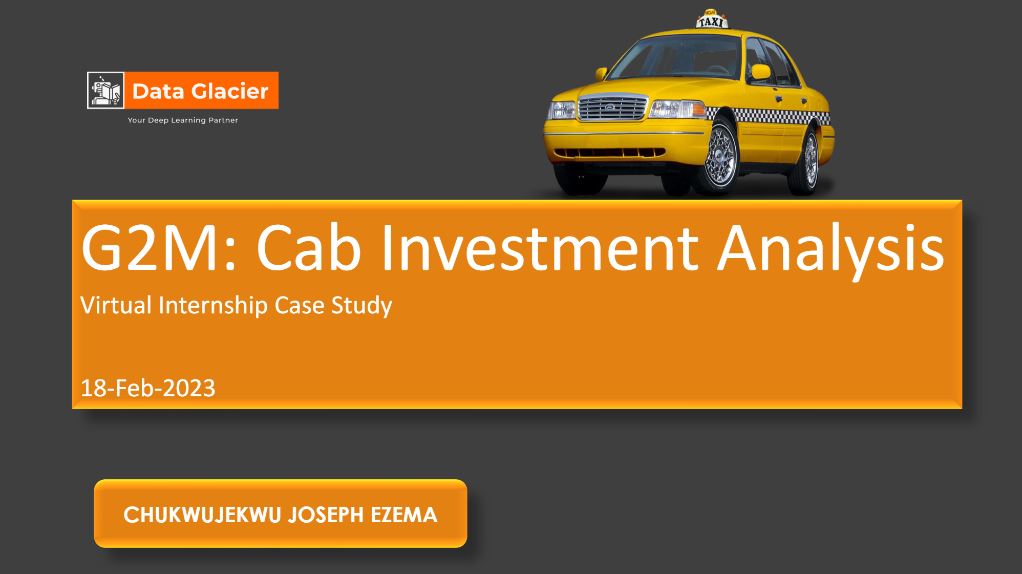 TAXI
Data Glacier
Your Deep Learning Partner
G2M: Cab Investment Analysis
Virtual Internship Case Study
18-Feb-2023
CHUKWUJEKWU JOSEPH EZEMA